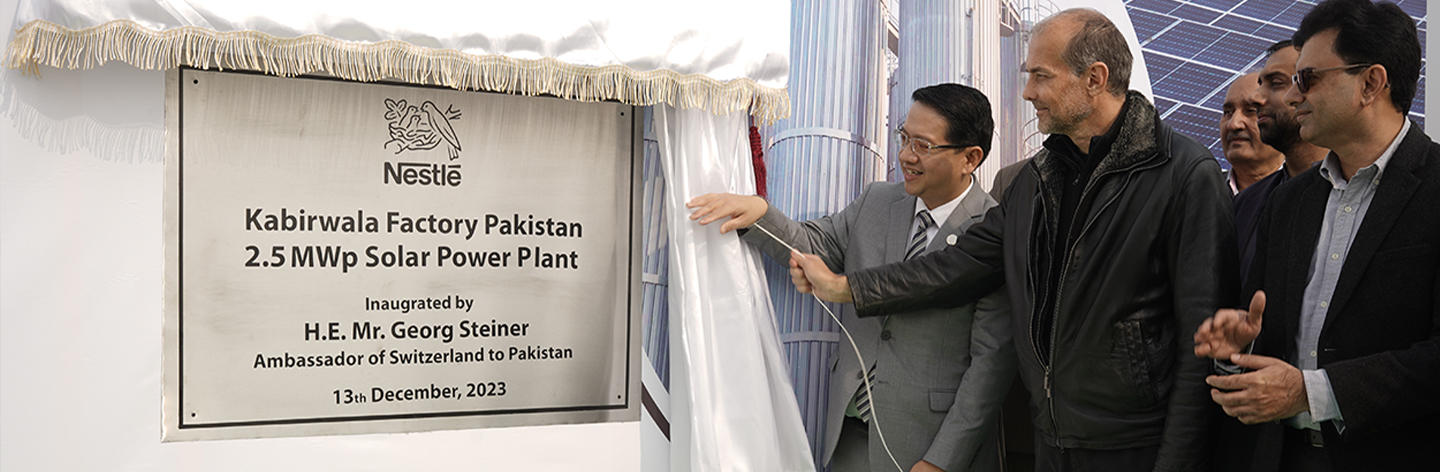 Nestlé
Kabirwala Factory Pakistan
2.5 MWp Solar Power Plant
Inaugrated by
H.E. Mr. Georg Steiner
Ambassador of Switzerland to Pakistan
13th December, 2023